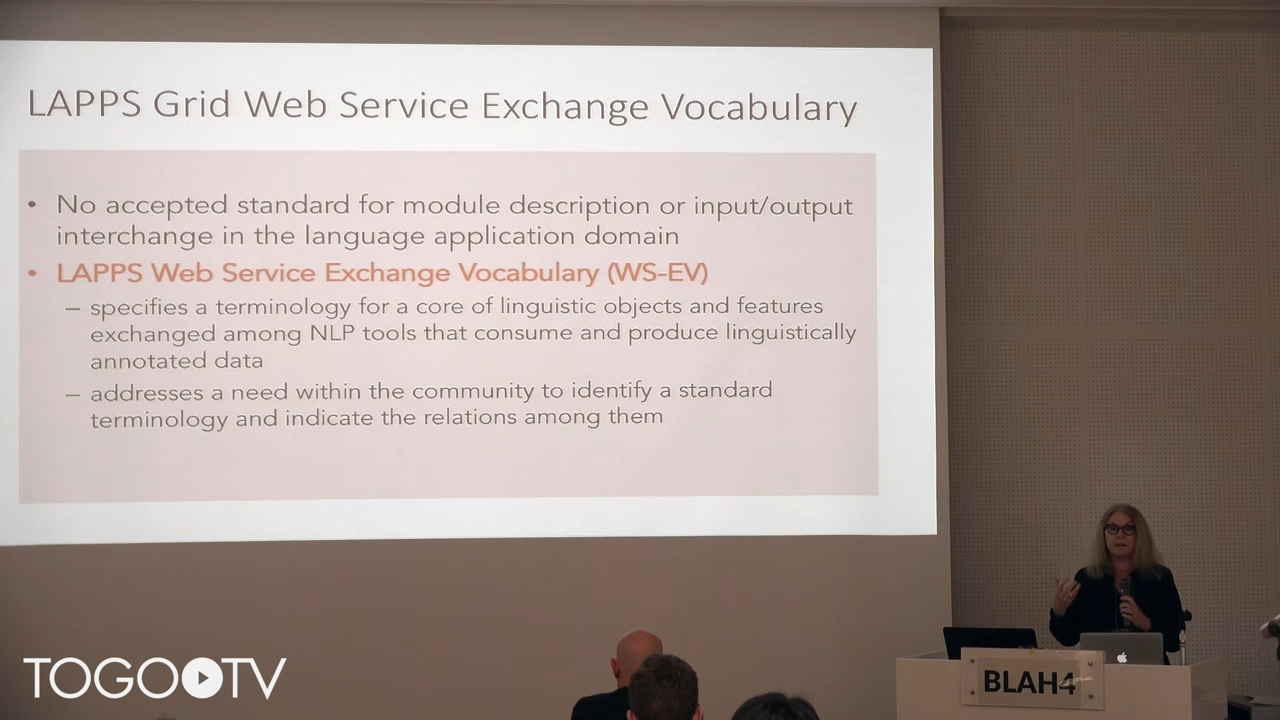 LAPPS Grid Web Service Exchange Vocabulary
• No accepted standard for module description or input/output
interchange in the language application domain
• LAPPS Web Service Exchange Vocabulary (WS-EV)
– specifies a terminology for a core of linguistic objects and features
exchanged among NLP tools that consume and produce linguistically
annotated data
– addresses a need within the community to identify a standard
terminology and indicate the relations among them
BLAH4
TOGOTV